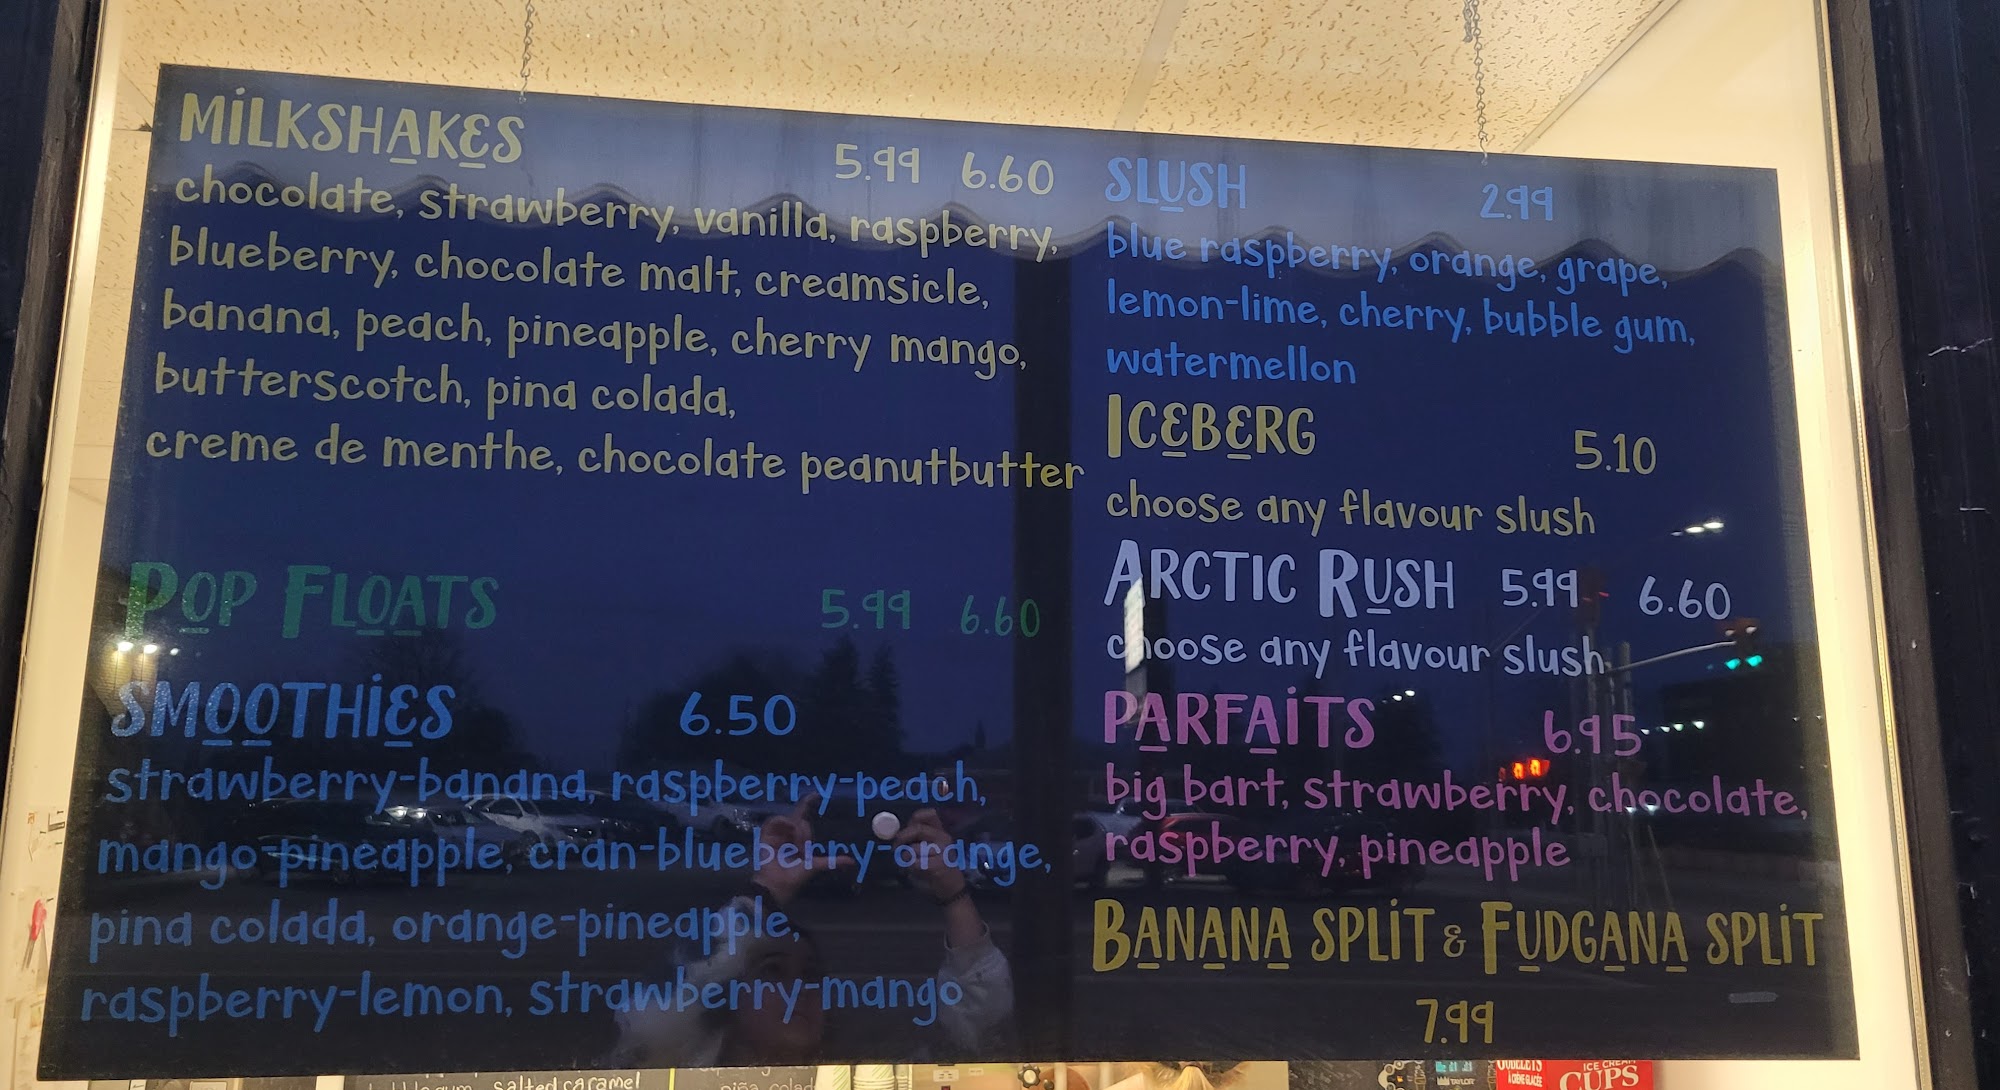 MILKSHAKES 5.99 6.60
chocolate, strawberry, vanilla, raspberry,
blueberry, chocolate malt, creamsicle,
banana, peach, pineapple, cherry mango,
butterscotch, pina colada,
creme de menthe, chocolate peanutbutter
POP FLOATS 5.99 6.60
SMOOTHIES 6.50
strawberry-banana, raspberry-peach,
mango-pineapple, cran-blueberry-orange,
pina colada, orange-pineapple,
raspberry-lemon, strawberry-mango
SLUSH 2.99
blue raspberry, orange, grape,
lemon-lime, cherry, bubble gum,
watermellon
ICEBERG 5.10
choose any flavour slush
ARCTIC RUSH 5.99 6.60
choose any flavour slush
PARFAITS 6.95
big bart, strawberry, chocolate,
raspberry, pineapple
BANANA SPLIT & FUDGANA SPLIT
7.99
salted caramel
piña colad
TAYLOR
ICE CREAM
CUPS